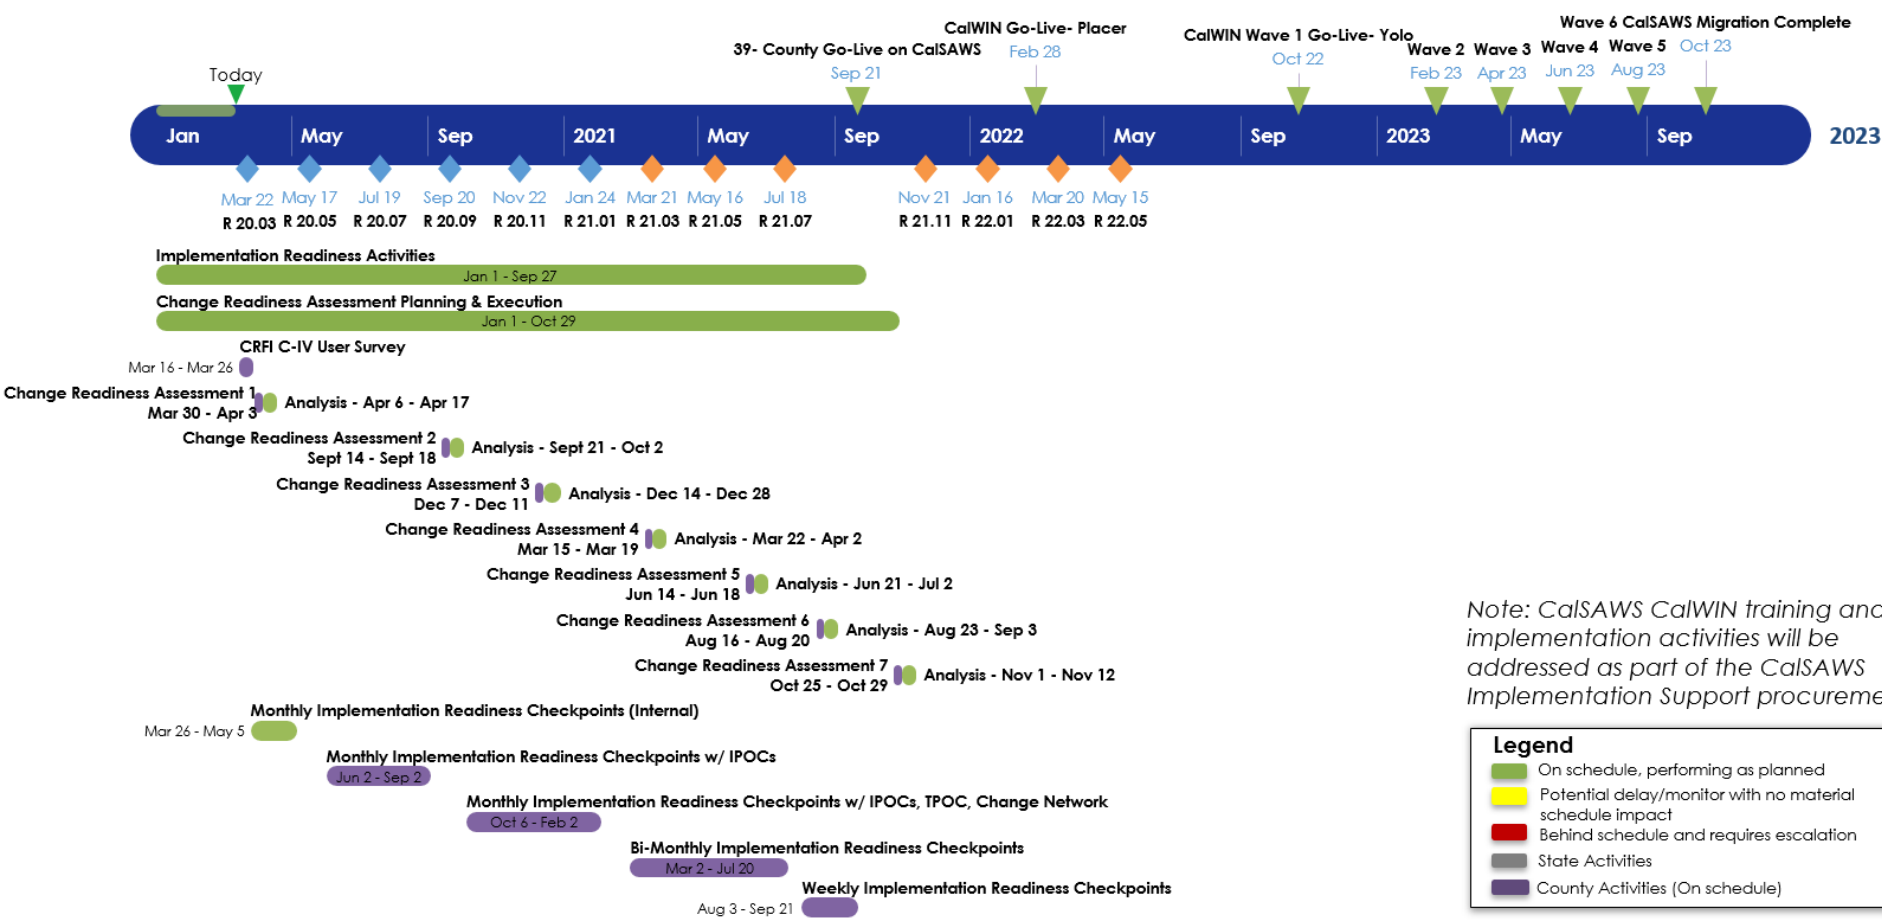 Wave 6 CalSAWS Migration Complete
CalWIN Go-Live- Placer
CalWIN Wave 1 Go-Live- Yolo
39- County Go-Live on CalSAWS
Feb 28
Wave 2 Wave 3 Wave 4 Wave 5 Oct 23
Today
Sep 21
Oct 22
Feb 23 Apr 23 Jun 23 Aug 23
Jan May Sep 2021 May Sep 2022 May Sep 2023 May Sep 2023
Mar 22 May 17 Jul 19 Sep 20 Nov 22 Jan 24 Mar 21 May 16 Jul 18 Nov 21 Jan 16 Mar 20 May 15
R 20.03 R 20.05 R 20.07 R 20.09 R 20.11 R 21.01 R 21.03 R 21.05 R 21.07 R 21.11 R 22.01 R 22.03 R 22.05
Implementation Readiness Activities
Jan 1 - Sep 27
Change Readiness Assessment Planning & Execution
Jan 1 - Oct 29
CRFI C-IV User Survey
Mar 16 - Mar 26
Change Readiness Assessment 1
Mar 30 - Apr 3
Analysis - Apr 6 - Apr 17
Change Readiness Assessment 2
Sept 14 - Sept 18
Analysis - Sept 21 - Oct 2
Change Readiness Assessment 3
Dec 7 - Dec 11
Analysis - Dec 14 - Dec 28
Change Readiness Assessment 4
Mar 15 - Mar 19
Analysis - Mar 22 - Apr 2
Change Readiness Assessment 5
Jun 14 - Jun 18
Analysis - Jun 21 - Jul 2
Change Readiness Assessment 6
Aug 16 - Aug 20
Analysis - Aug 23 - Sep 3
Change Readiness Assessment 7
Oct 25 - Oct 29
Analysis - Nov 1 - Nov 12
Monthly Implementation Readiness Checkpoints (Internal)
Mar 26 - May 5
Monthly Implementation Readiness Checkpoints w/ IPOCs
Jun 2 - Sep 2
Monthly Implementation Readiness Checkpoints w/ IPOCs, TPOC, Change Network
Oct 6 - Feb 2
Bi-Monthly Implementation Readiness Checkpoints
Mar 2 - Jul 20
Weekly Implementation Readiness Checkpoints
Aug 3 - Sep 21
Note: CalSAWS CalWIN training and
implementation activities will be
addressed as part of the CalSAWS
Implementation Support procureme
Legend
On schedule, performing as planned
Potential delay/monitor with no material
schedule impact
Behind schedule and requires escalation
State Activities
County Activities (On schedule)